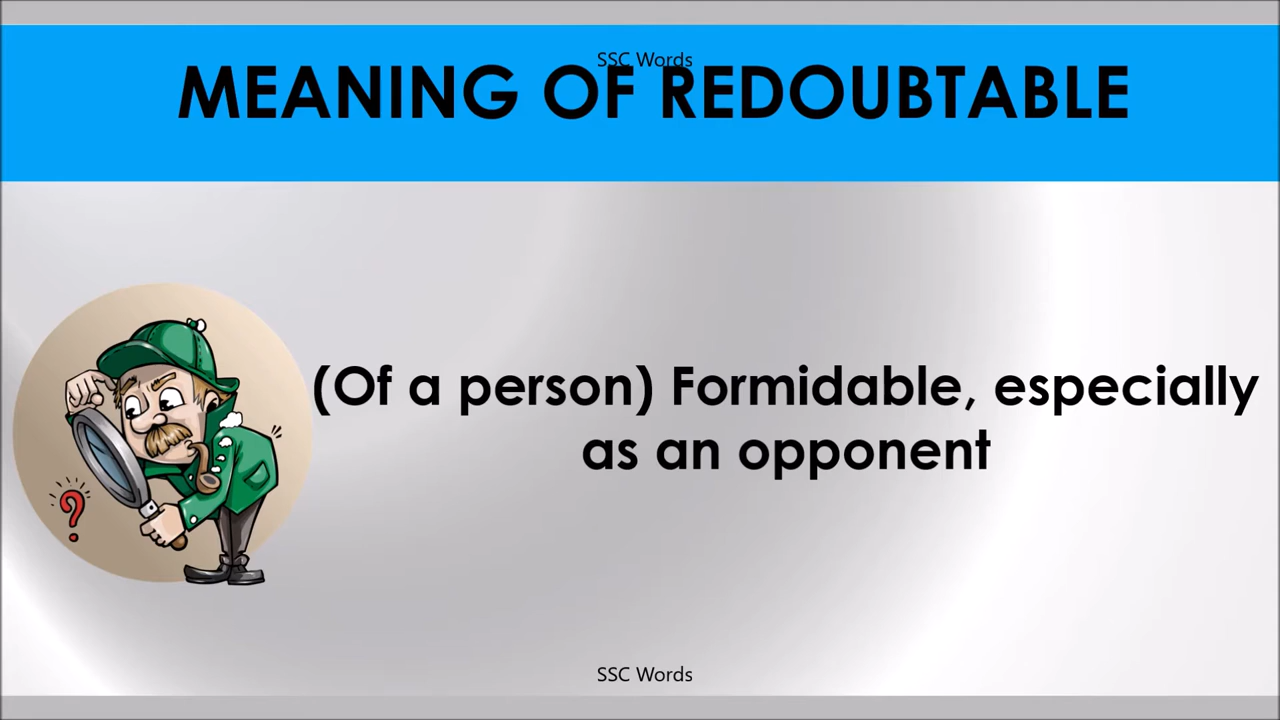 SSC Words
MEANING OF REDOUBTABLE
(Of a person) Formidable, especially
as an opponent
?
SSC Words